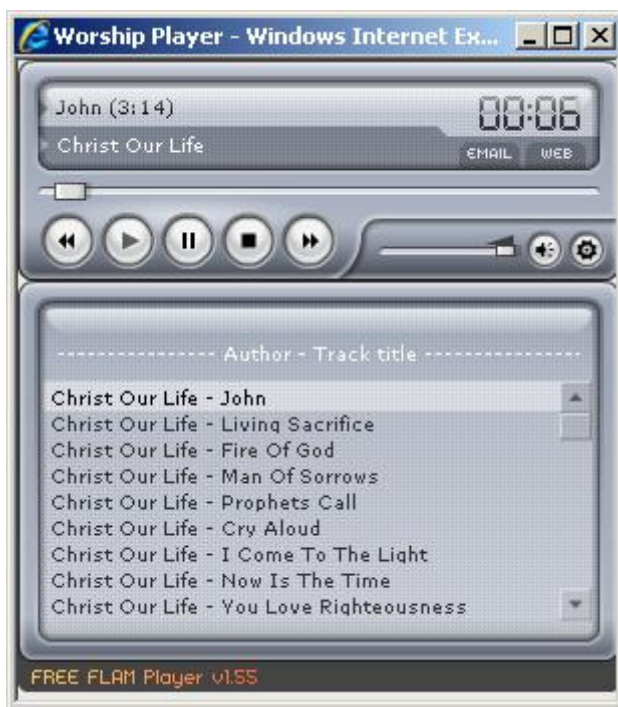 Worship Player - Windows Internet Ex...
John (3:14)
00:06
Christ Our Life
EMAIL
WEB
---------------- Author - Track title ----------------
Christ Our Life - John
Christ Our Life - Living Sacrifice
Christ Our Life - Fire Of God
Christ Our Life - Man Of Sorrows
Christ Our Life - Prophets Call
Christ Our Life - Cry Aloud
Christ Our Life - I Come To The Light
Christ Our Life - Now Is The Time
Christ Our Life - You Love Righteousness
FREE FLAM Player v1.55